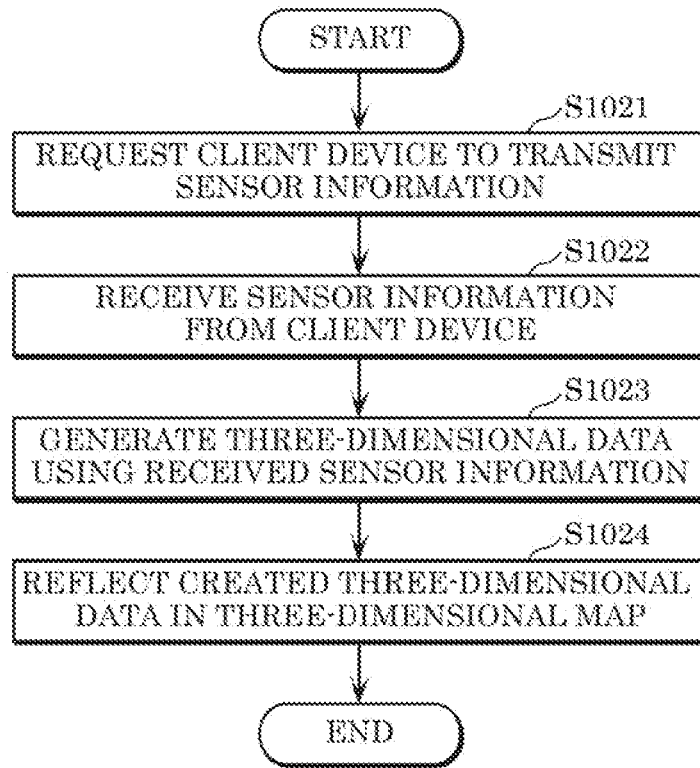 START
S1021
REQUEST CLIENT DEVICE TO TRANSMIT
SENSOR INFORMATION
S1022
RECEIVE SENSOR INFORMATION
FROM CLIENT DEVICE
S1023
GENERATE THREE-DIMENSIONAL DATA
USING RECEIVED SENSOR INFORMATION
S1024
REFLECT CREATED THREE-DIMENSIONAL
DATA IN THREE-DIMENSIONAL MAP
END